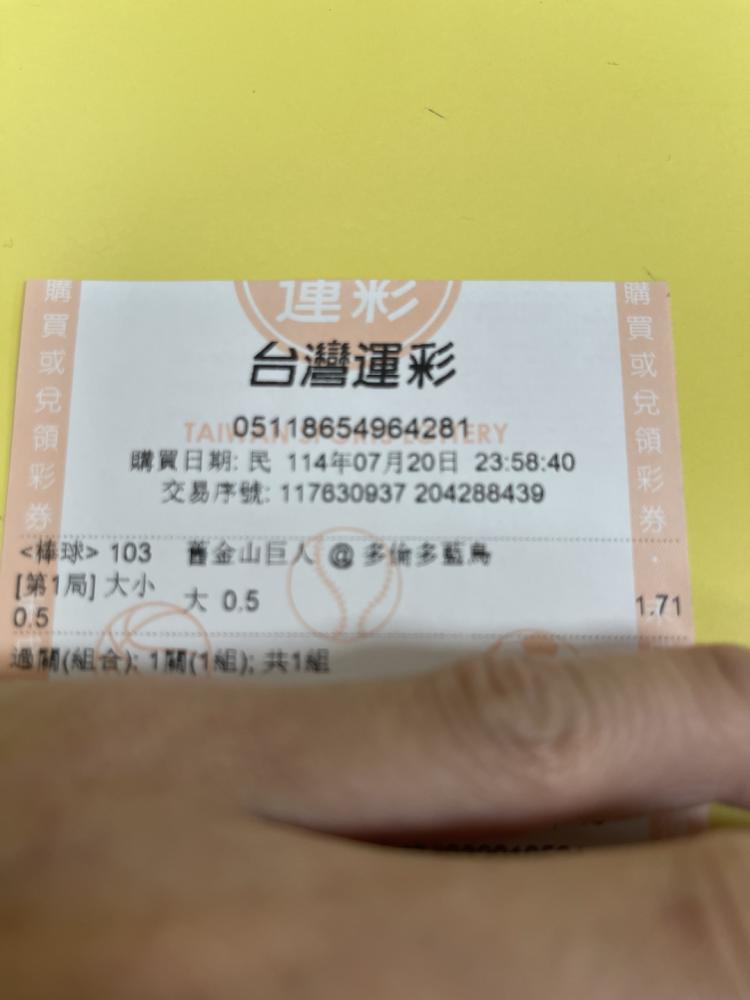 運彩
台灣運彩
TAIWAN SPORTS LOTTERY
05118654964281
購買日期: 民 114年07月20日 23:58:40
交易序號: 117630937 204288439
<棒球> 103 舊金山巨人 @ 多倫多藍鳥
[第1局] 大小 0.5 大 0.5 1.71
過關(組合): 1關(1組); 共1組
購買或兌領彩券
購買或兌領彩券